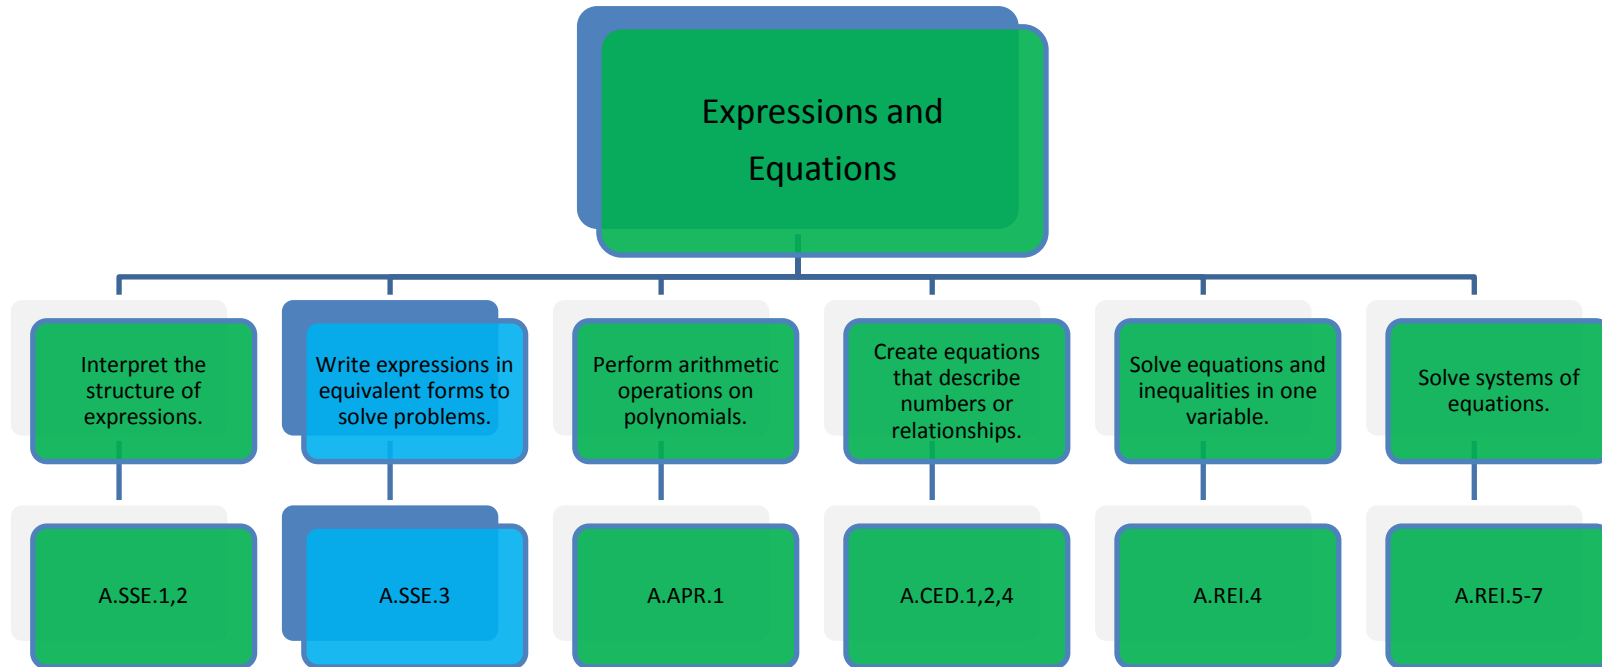 Expressions and
Equations
Interpret the
structure of
expressions.
Write expressions in
equivalent forms to
solve problems.
Perform arithmetic
operations on
polynomials.
Create equations
that describe
numbers or
relationships.
Solve equations and
inequalities in one
variable.
Solve systems of
equations.
A.SSE.1,2
A.SSE.3
A.APR.1
A.CED.1,2,4
A.REI.4
A.REI.5-7